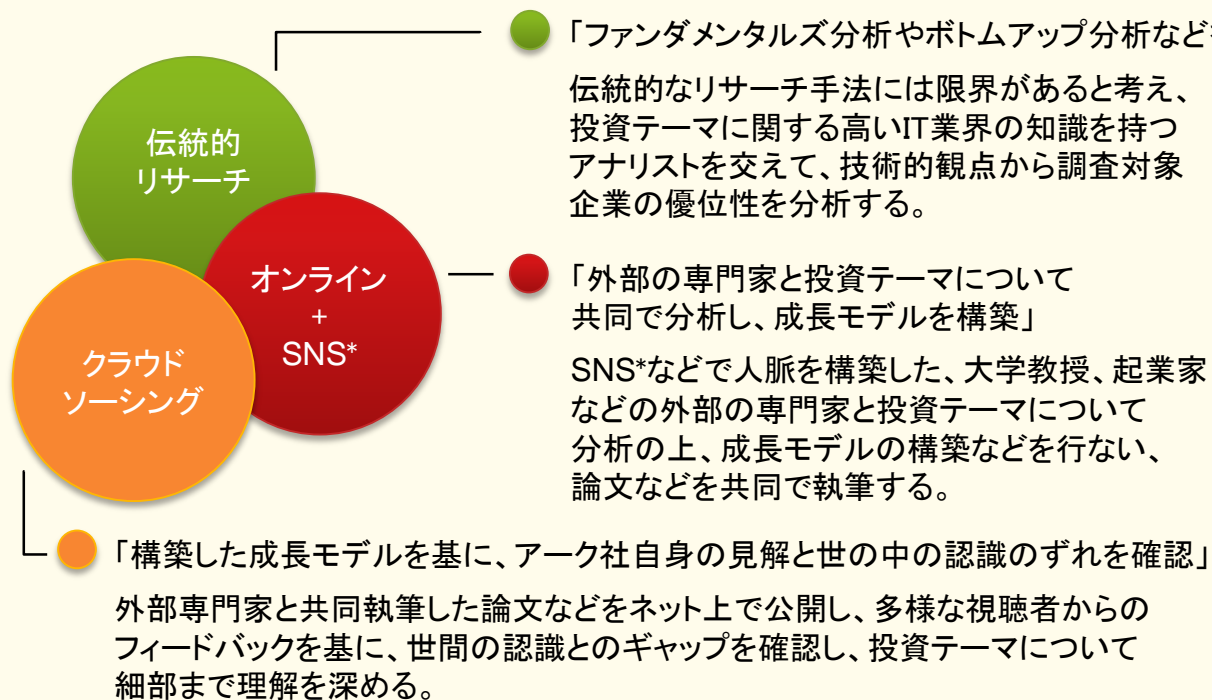 伝統的
リサーチ
オンライン
+
SNS*
クラウド
ソーシング
「ファンダメンタルズ分析やボトムアップ分析など
伝統的なリサーチ手法には限界があると考え、
投資テーマに関する高いIT業界の知識を持つ
アナリストを交えて、技術的観点から調査対象
企業の優位性を分析する。
「外部の専門家と投資テーマについて
共同で分析し、成長モデルを構築」
SNS*などで人脈を構築した、大学教授、起業家
などの外部の専門家と投資テーマについて
分析の上、成長モデルの構築などを行ない、
論文などを共同で執筆する。
「構築した成長モデルを基に、アーク社自身の見解と世の中の認識のずれを確認」
外部専門家と共同執筆した論文などをネット上で公開し、多様な視聴者からの
フィードバックを基に、世間の認識とのギャップを確認し、投資テーマについて
細部まで理解を深める。